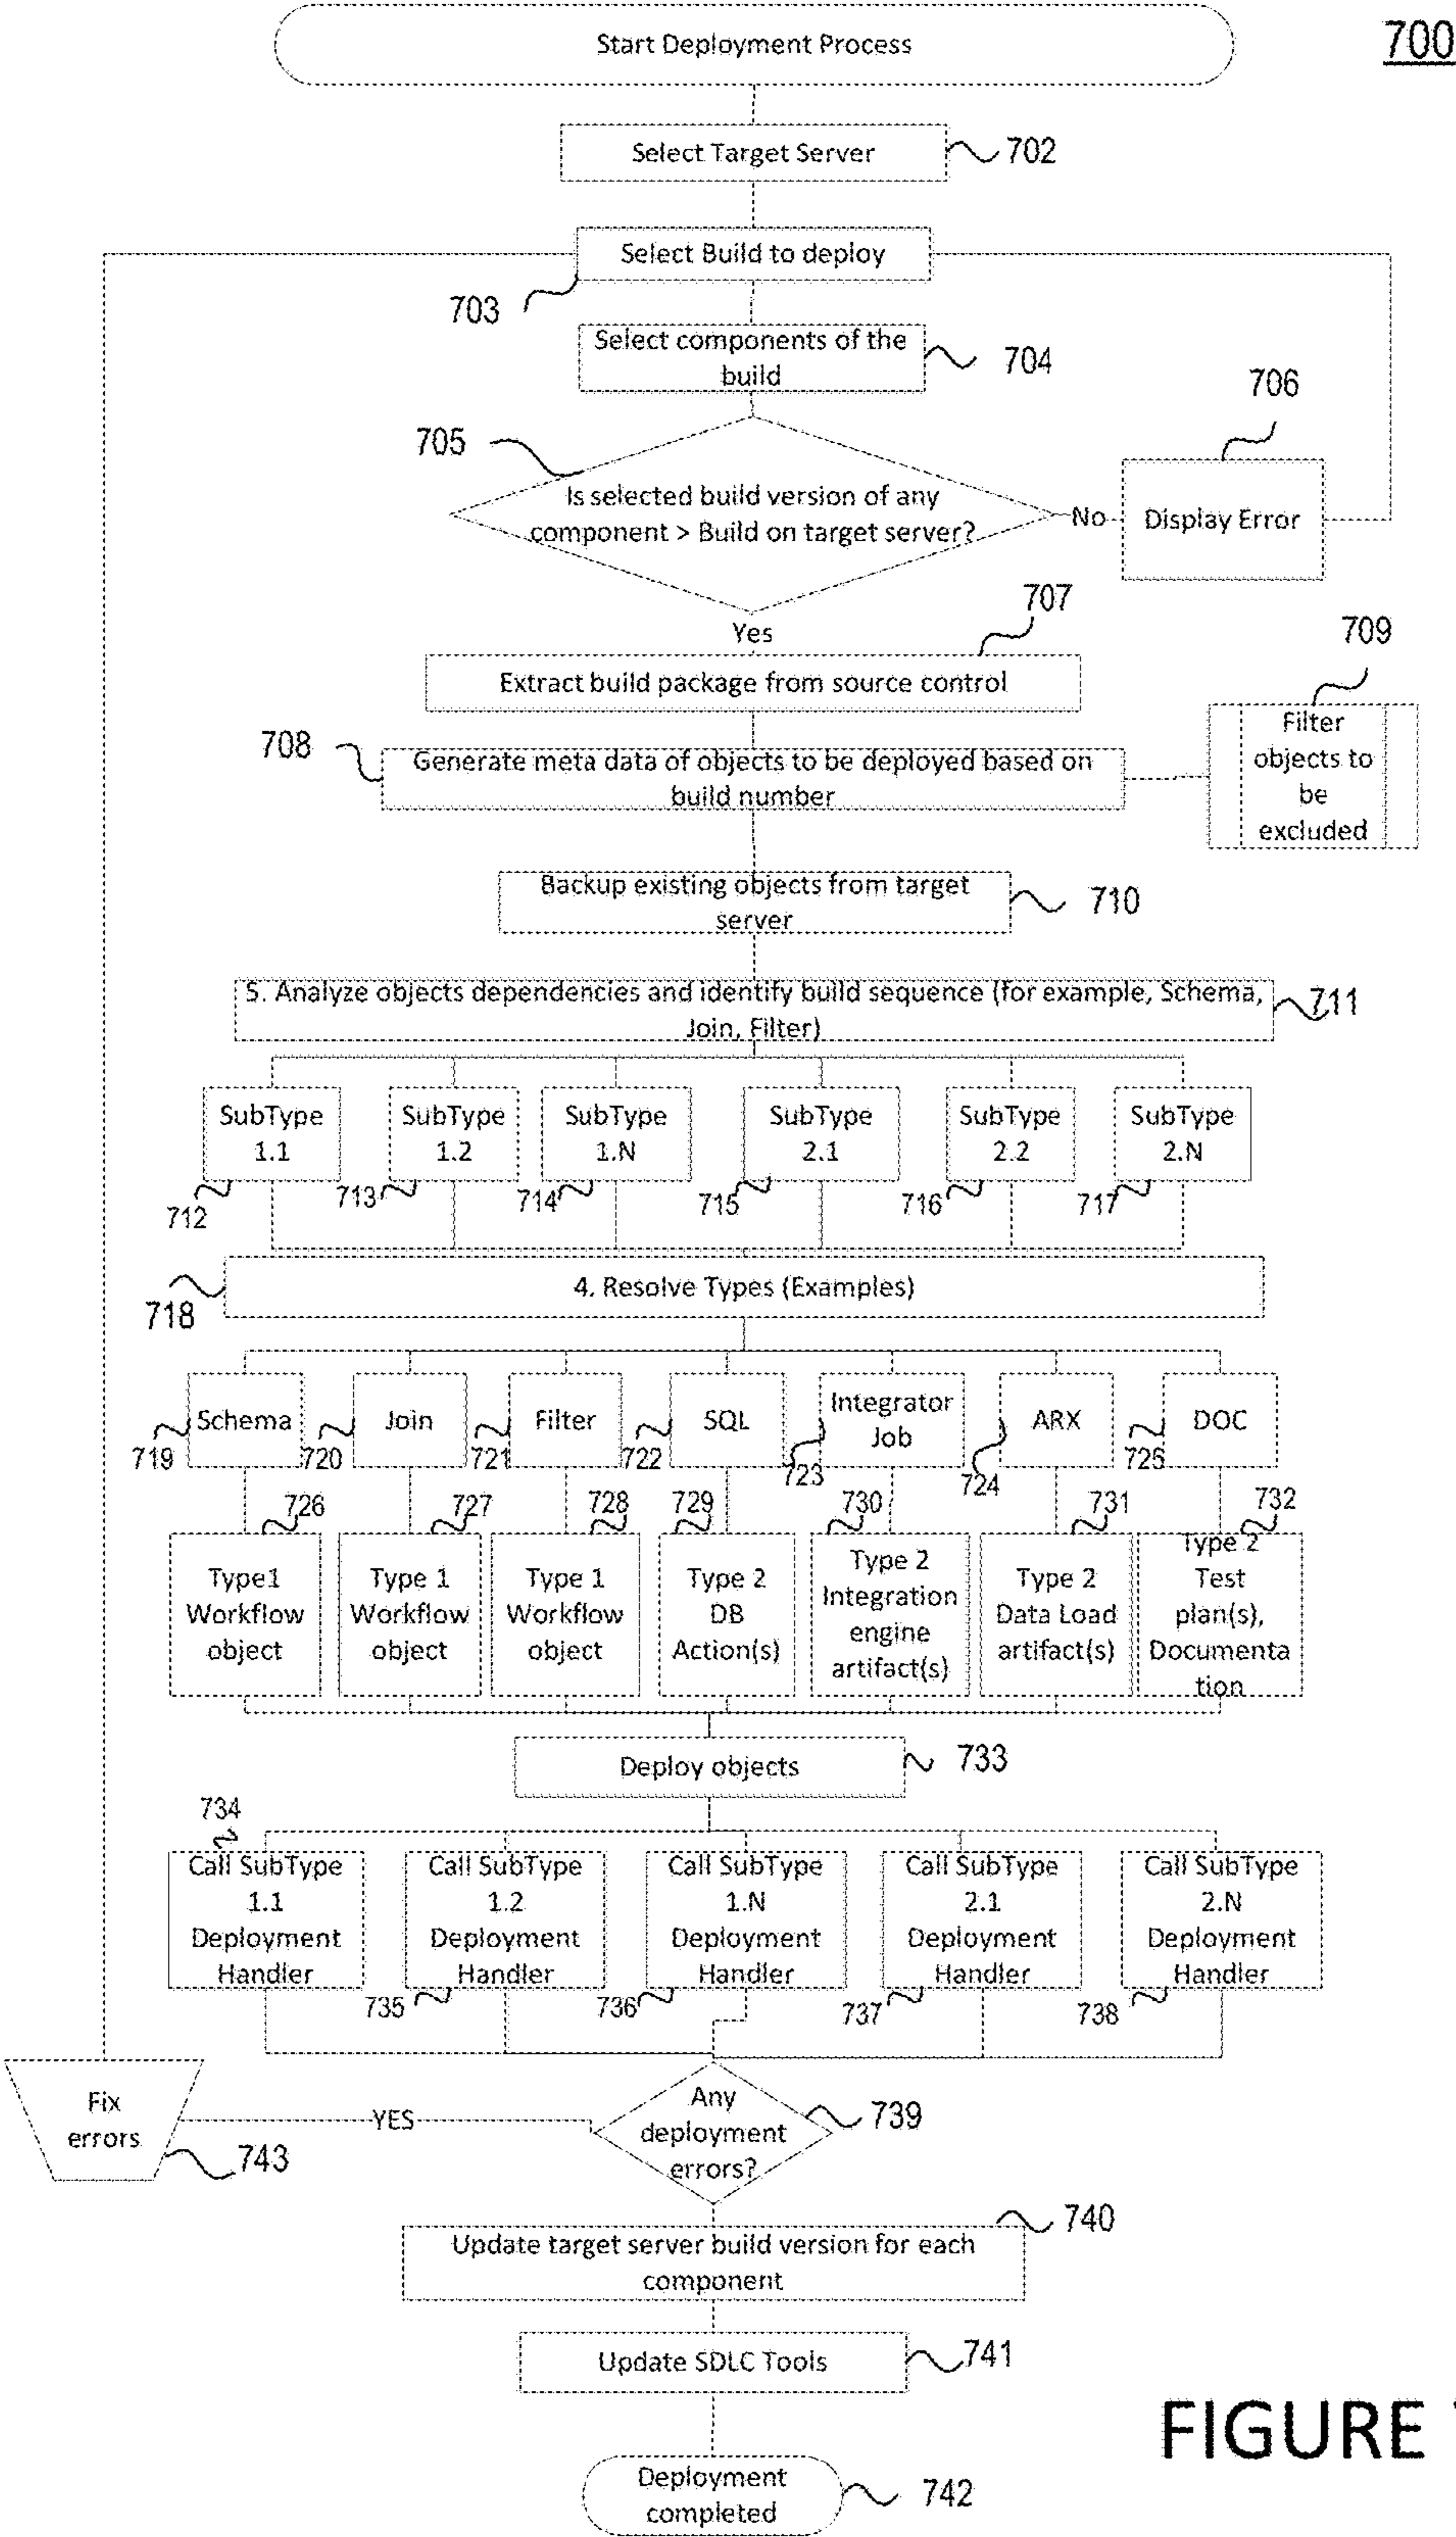 700
Start Deployment Process
Select Target Server
702
Select Build to deploy
703
Select components of the
build
704
706
705
Is selected build version of any
component > Build on target server?
No
Display Error
Yes
707
709
Extract build package from source control
Filter
objects to
be
excluded
708
Generate meta data of objects to be deployed based on
build number
Backup existing objects from target
server
710
5. Analyze objects dependencies and identify build sequence (for example, Schema,
Join, Filter)
711
SubType
1.1
SubType
1.2
SubType
1.N
SubType
2.1
SubType
2.2
SubType
2.N
712
713
714
715
716
717
4. Resolve Types (Examples)
718
Schema
Join
Filter
SQL
Integrator
Job
ARX
DOC
719
720
721
722
723
724
725
726
727
728
729
730
731
732
Type1
Workflow
object
Type 1
Workflow
object
Type 1
Workflow
object
Type 2
DB
Action(s)
Type 2
Integration
engine
artifact(s)
Type 2
Data Load
artifact(s)
Type 2
Test
plan(s),
Documenta
tion
Deploy objects
733
734
Call SubType
1.1
Deployment
Handler
Call SubType
1.2
Deployment
Handler
Call SubType
1.N
Deployment
Handler
Call SubType
2.1
Deployment
Handler
Call SubType
2.N
Deployment
Handler
735
736
737
738
Fix
errors
743
YES
Any
deployment
errors?
739
740
Update target server build version for each
component
Update SDLC Tools
741
FIGURE
Deployment
completed
742